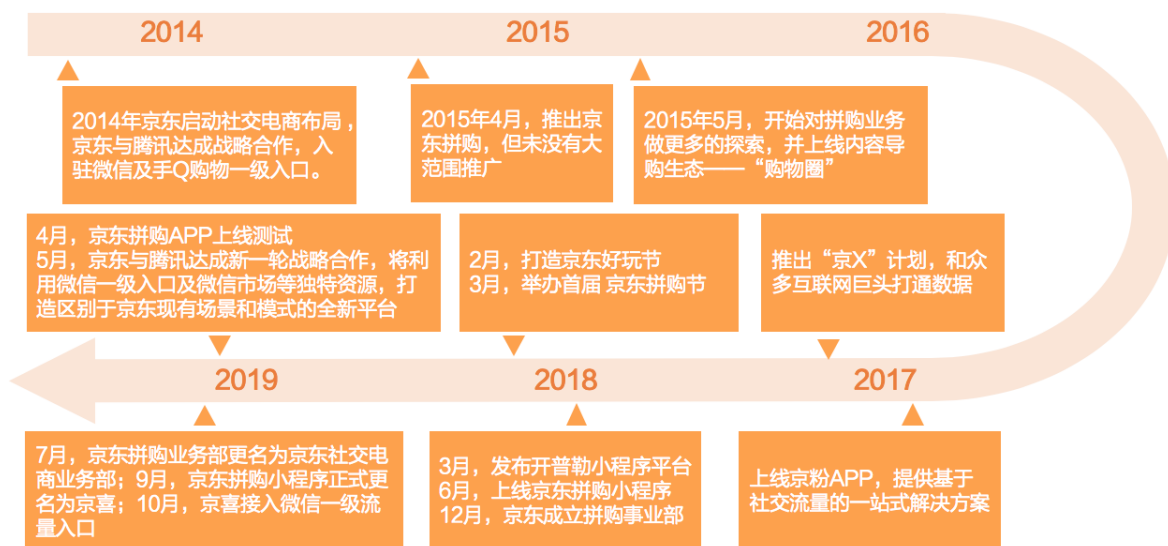 2014
2015
2016
2014年京东启动社交电商布局，
京东与腾讯达成战略合作，入
驻微信及手Q购物一级入口。
2015年4月，推出京
东拼购，但未没有大
范围推广
2015年5月，开始对拼购业务
做更多的探索，并上线内容导
购生态——“购物圈”
4月，京东拼购APP上线测试
5月，京东与腾讯达成新一轮战略合作，将利
用微信一级入口及微信市场等独特资源，打
造区别于京东现有场景和模式的全新平台
2月，打造京东好玩节
3月，举办首届 京东拼购节
推出“京X”计划，和众
多互联网巨头打通数据
2019
2018
2017
7月，京东拼购业务部更名为京东社交电
商业务部；9月，京东拼购小程序正式更
名为京喜；10月，京喜接入微信一级流
量入口
3月，发布开普勒小程序平台
6月，上线京东拼购小程序
12月，京东成立拼购事业部
上线京粉APP，提供基于
社交流量的一站式解决方案